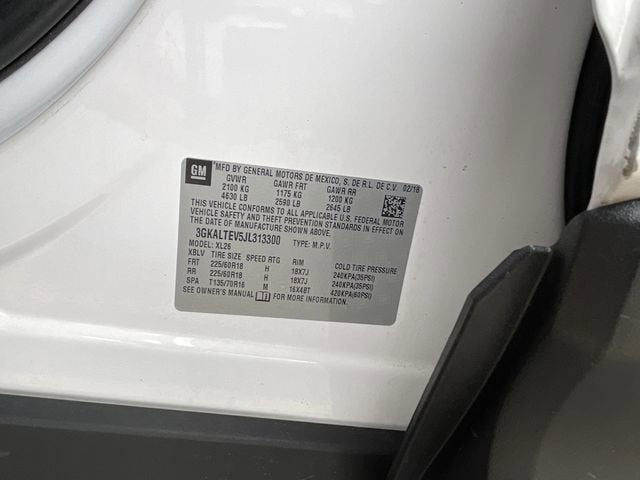 GM MFD BY GENERAL MOTORS DE MEXICO, S. DE R.L. DE C.V. 02/18
GVWR GAWR FRT GAWR RR
2100 KG 1175 KG 1200 KG
4630 LB 2590 LB 2645 LB
THIS VEHICLE CONFORMS TO ALL APPLICABLE U.S. FEDERAL MOTOR
VEHICLE SAFETY, BUMPER, AND THEFT PREVENTION STANDARDS IN EFFECT ON THE
DATE OF MANUFACTURE SHOWN ABOVE.
3GKALTEV5JL313300 TYPE: M.P.V.
MODEL: XL26
XBLV TIRE SIZE SPEED RTG RIM COLD TIRE PRESSURE
FRT 225/60R18 H 18X7J 240KPA(35PSI)
RR 225/60R18 H 18X7J 240KPA(35PSI)
SPA T135/70R16 M 16X4BT 420KPA(60PSI)
SEE OWNER'S MANUAL FOR MORE INFORMATION.